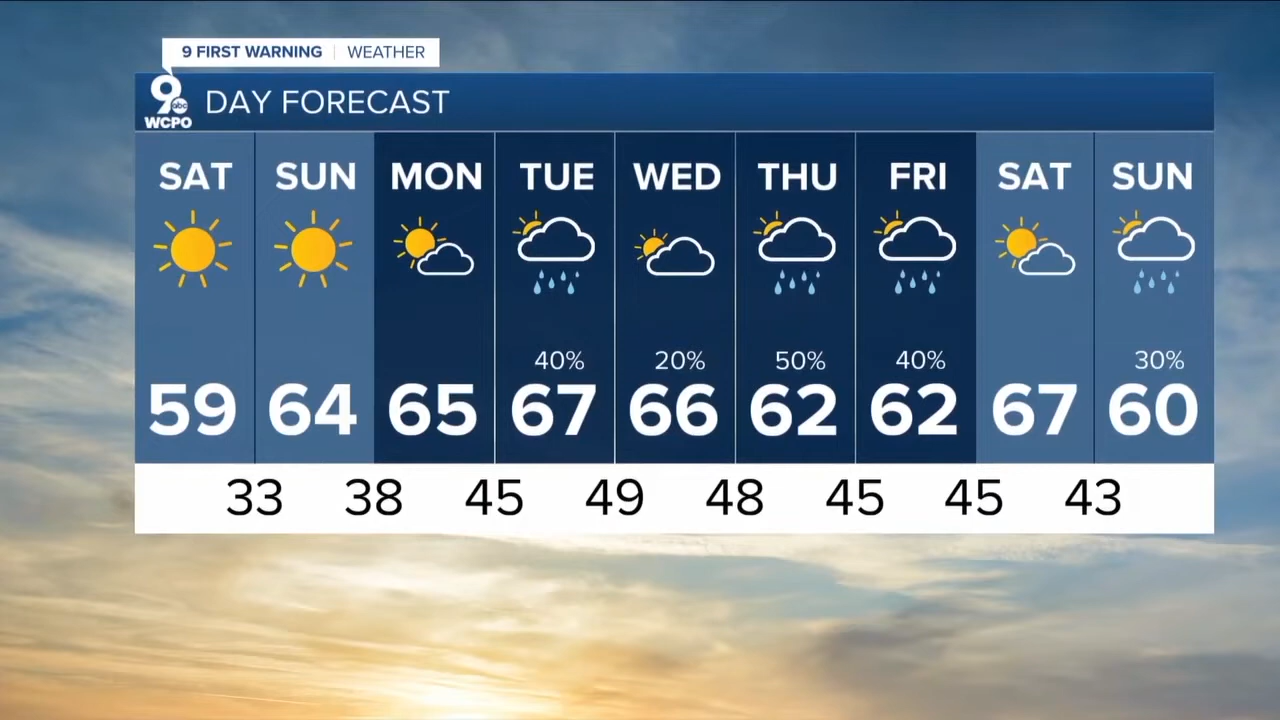 9 FIRST WARNING | WEATHER
9 abc WCPO
DAY FORECAST
SAT SUN MON TUE WED THU FRI SAT SUN
40% 20% 50% 40% 30%
59 64 65 67 66 62 62 67 60
33 38 45 49 48 45 45 43